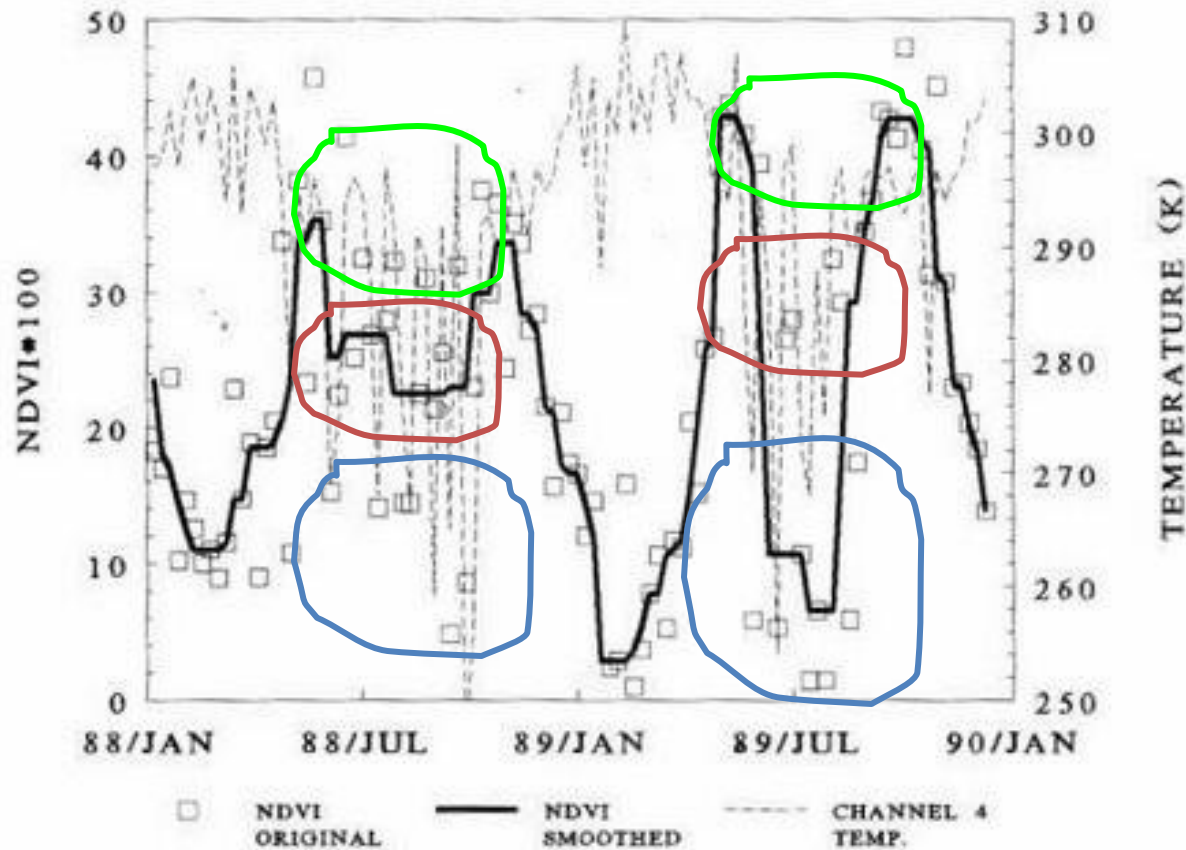 50
40
30
20
10
0
NDVI*100
310
300
290
280
270
260
250
TEMPERATURE (K)
88/JAN 88/JUL 89/JAN 89/JUL 90/JAN
NDVI ORIGINAL
NDVI SMOOTHED
CHANNEL 4 TEMP.